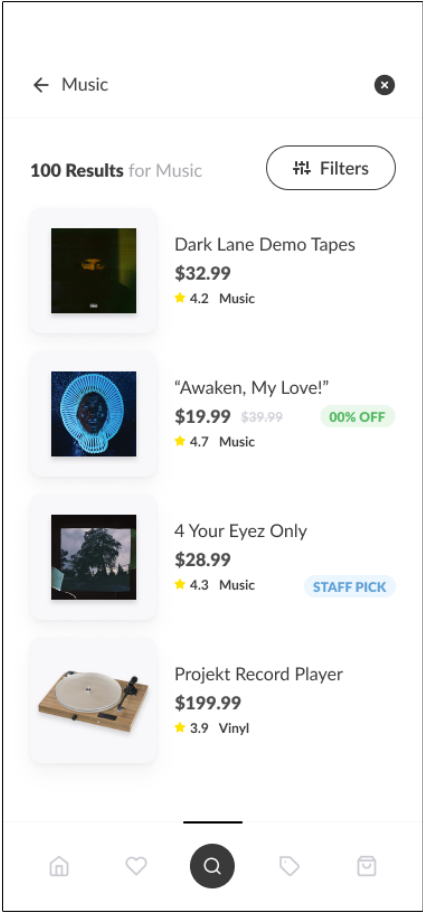 Music
100 Results for Music
Filters
Dark Lane Demo Tapes
$32.99
4.2 Music
“Awaken, My Love!”
$19.99 $39.99 00% OFF
4.7 Music
4 Your Eyez Only
$28.99
4.3 Music STAFF PICK
Projekt Record Player
$199.99
3.9 Vinyl